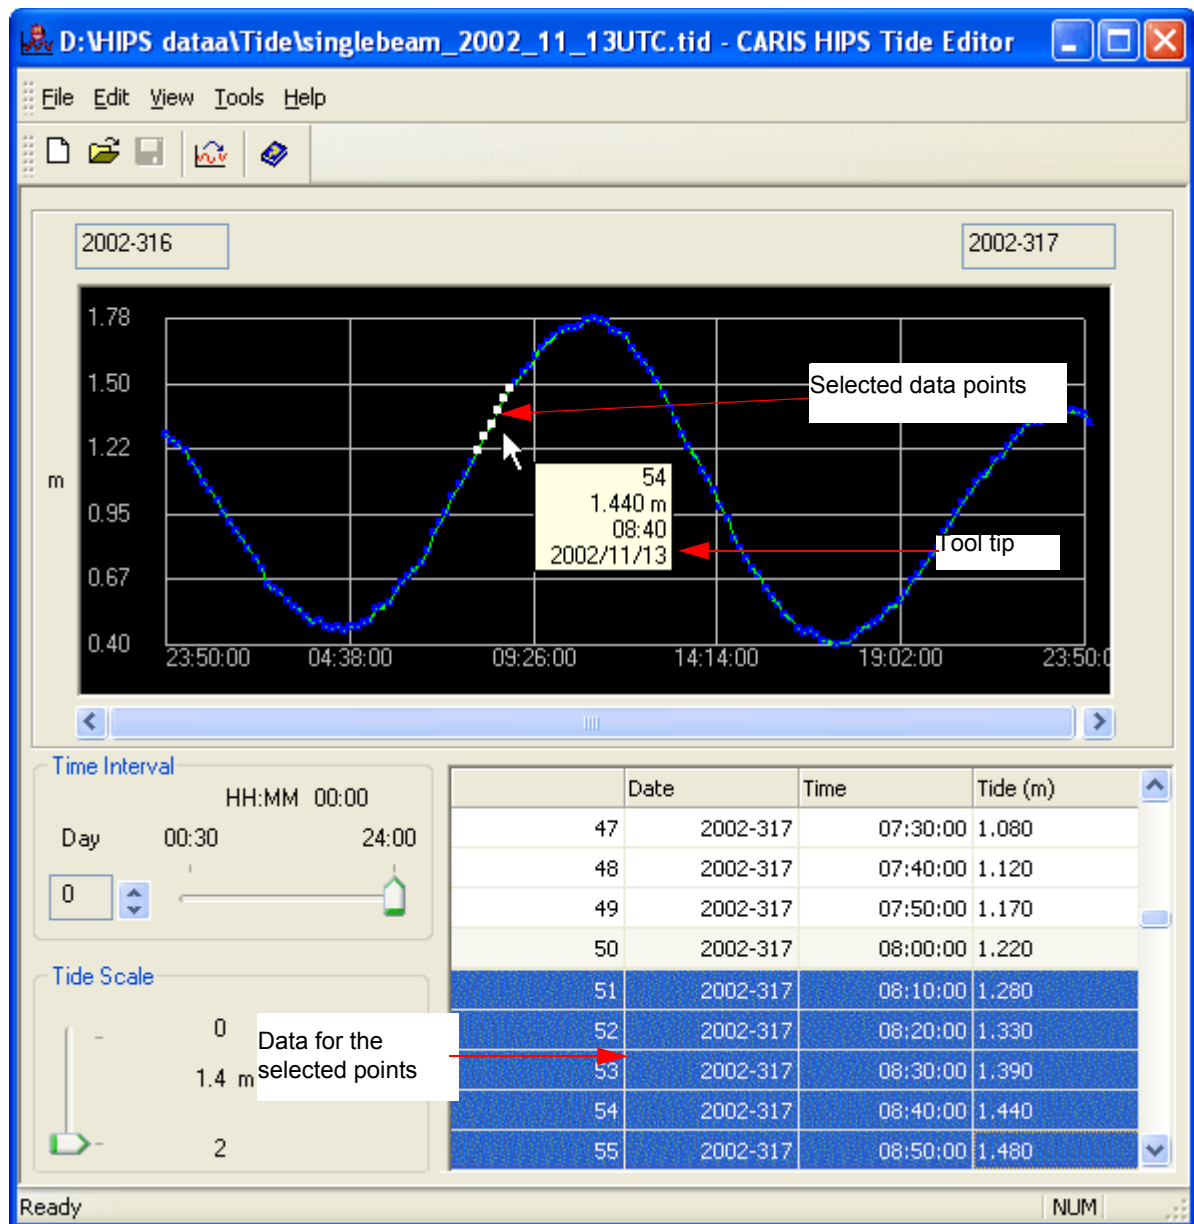 D:\HIPS dataa\Tide\singlebeam_2002_11_13UTC.tid - CARIS HIPS Tide Editor
File Edit View Tools Help
2002-316
2002-317
1.78
1.50
Selected data points
1.22
m
54
1.440 m
0.95
08:40
2002/11/13
Tool tip
0.67
0.40
23:50:00 04:38:00 09:26:00 14:14:00 19:02:00 23:50:0
Time Interval
HH:MM 00:00
Day 00:30 24:00
0
Date Time Tide (m)
47 2002-317 07:30:00 1.080
48 2002-317 07:40:00 1.120
49 2002-317 07:50:00 1.170
50 2002-317 08:00:00 1.220
51 2002-317 08:10:00 1.280
52 2002-317 08:20:00 1.330
53 2002-317 08:30:00 1.390
54 2002-317 08:40:00 1.440
55 2002-317 08:50:00 1.480
Tide Scale
0
1.4 m
2
Data for the
selected points
Ready
NUM